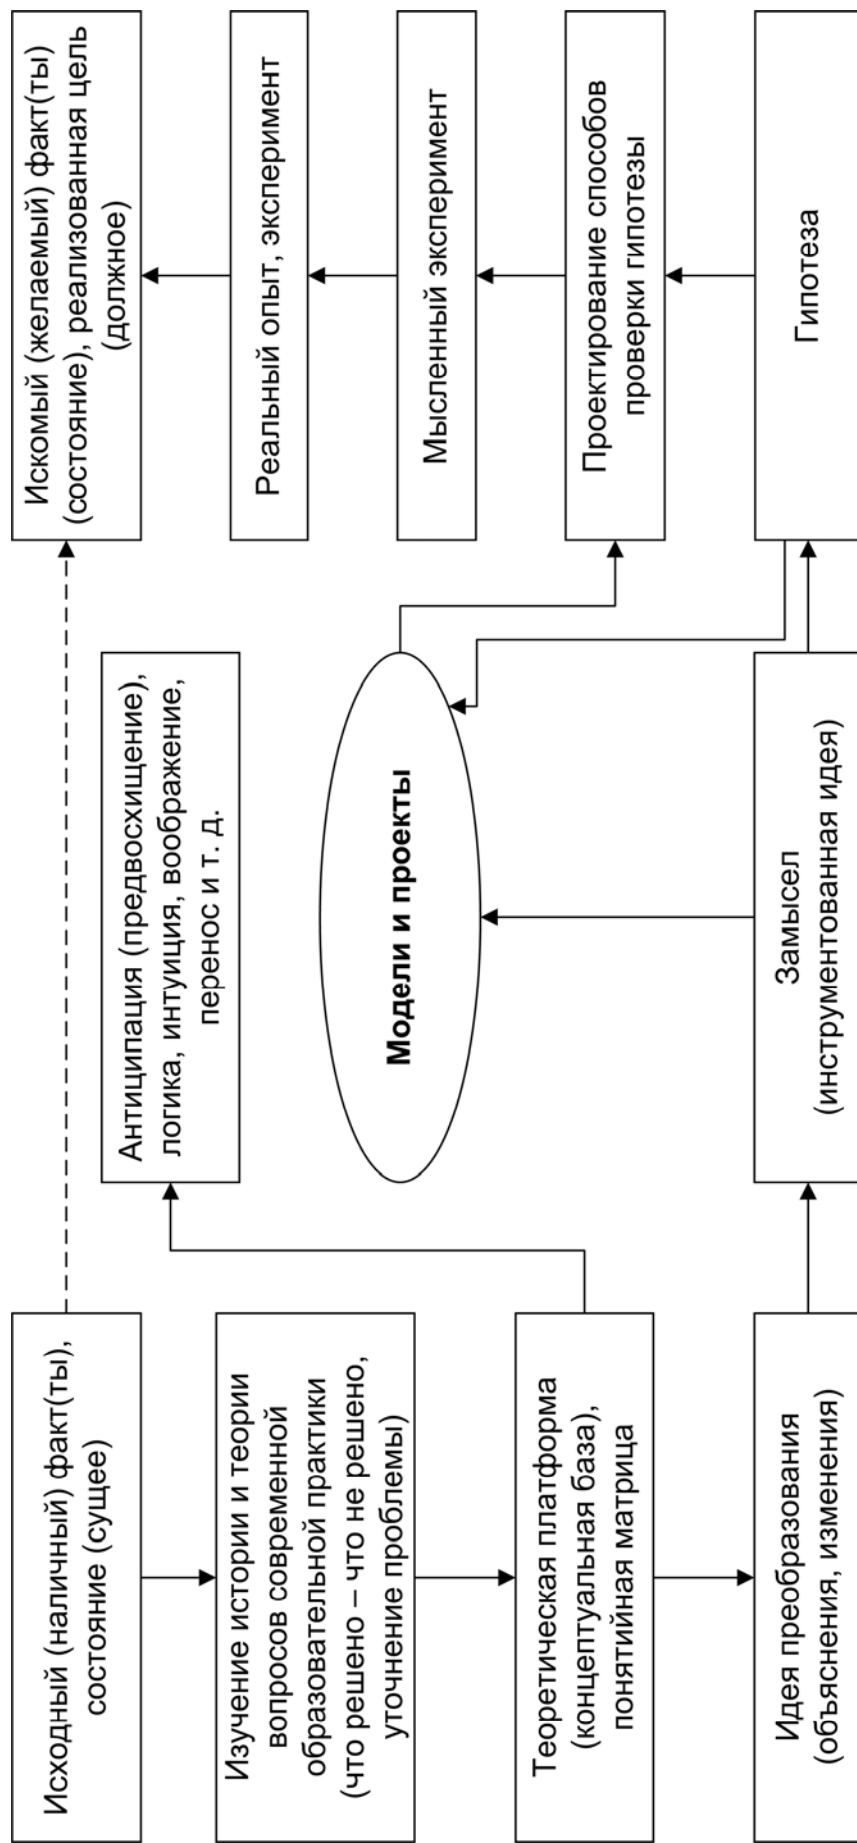 Исходный (наличный) факт(ты),
состояние (сущее)
Изучение истории и теории
вопросов современной
образовательной практики
(что решено – что не решено,
уточнение проблемы)
Теоретическая платформа
(концептуальная база),
понятийная матрица
Идея преобразования
(объяснения, изменения)
Антиципация (предвосхищение),
логика, интуиция, воображение,
перенос и т. д.
Модели и проекты
Замысел
(инструментованная идея)
Искомый (желаемый) факт(ты)
(состояние), реализованная цель
(должное)
Реальный опыт, эксперимент
Мысленный эксперимент
Проектирование способов
проверки гипотезы
Гипотеза